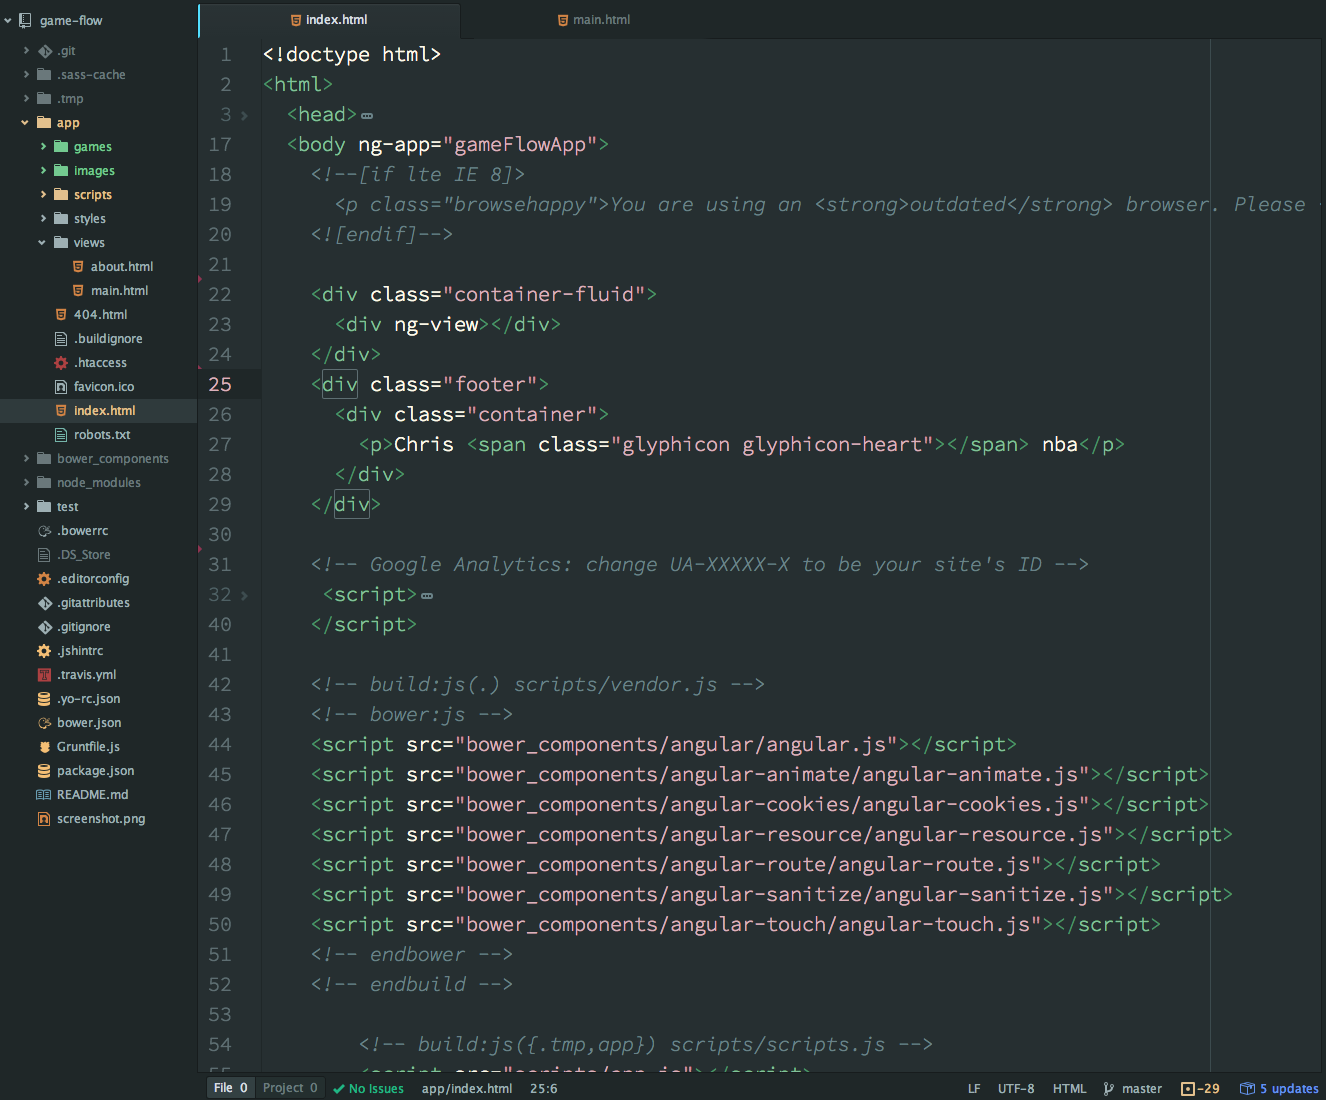 game-flow
.git
.sass-cache
.tmp
app
games
images
scripts
styles
views
about.html
main.html
404.html
.buildignore
.htaccess
favicon.ico
index.html
robots.txt
bower_components
node_modules
test
.bowerrc
.DS_Store
.editorconfig
.gitattributes
.gitignore
.jshintrc
.travis.yml
.yo-rc.json
bower.json
Gruntfile.js
package.json
README.md
screenshot.png
index.html
main.html
1 <!doctype html>
2 <html>
3 <head>
17 <body ng-app="gameFlowApp">
18 <!--[if lte IE 8]>
19 <p class="browsehappy">You are using an <strong>outdated</strong> browser. Please
20 <![endif]-->
21
22 <div class="container-fluid">
23 <div ng-view></div>
24 </div>
25 <div class="footer">
26 <div class="container">
27 <p>Chris <span class="glyphicon glyphicon-heart"></span> nba</p>
28 </div>
29 </div>
30
31 <!-- Google Analytics: change UA-XXXXX-X to be your site's ID -->
32 <script>
40 </script>
41
42 <!-- build:js(.) scripts/vendor.js -->
43 <!-- bower:js -->
44 <script src="bower_components/angular/angular.js"></script>
45 <script src="bower_components/angular-animate/angular-animate.js"></script>
46 <script src="bower_components/angular-cookies/angular-cookies.js"></script>
47 <script src="bower_components/angular-resource/angular-resource.js"></script>
48 <script src="bower_components/angular-route/angular-route.js"></script>
49 <script src="bower_components/angular-sanitize/angular-sanitize.js"></script>
50 <script src="bower_components/angular-touch/angular-touch.js"></script>
51 <!-- endbower -->
52 <!-- endbuild -->
53
54 <!-- build:js({.tmp,app}) scripts/scripts.js -->
55 <script src="scripts/app.js"></script>
File 0 Project 0 No Issues app/index.html 25:6 LF UTF-8 HTML master -29 5 updates